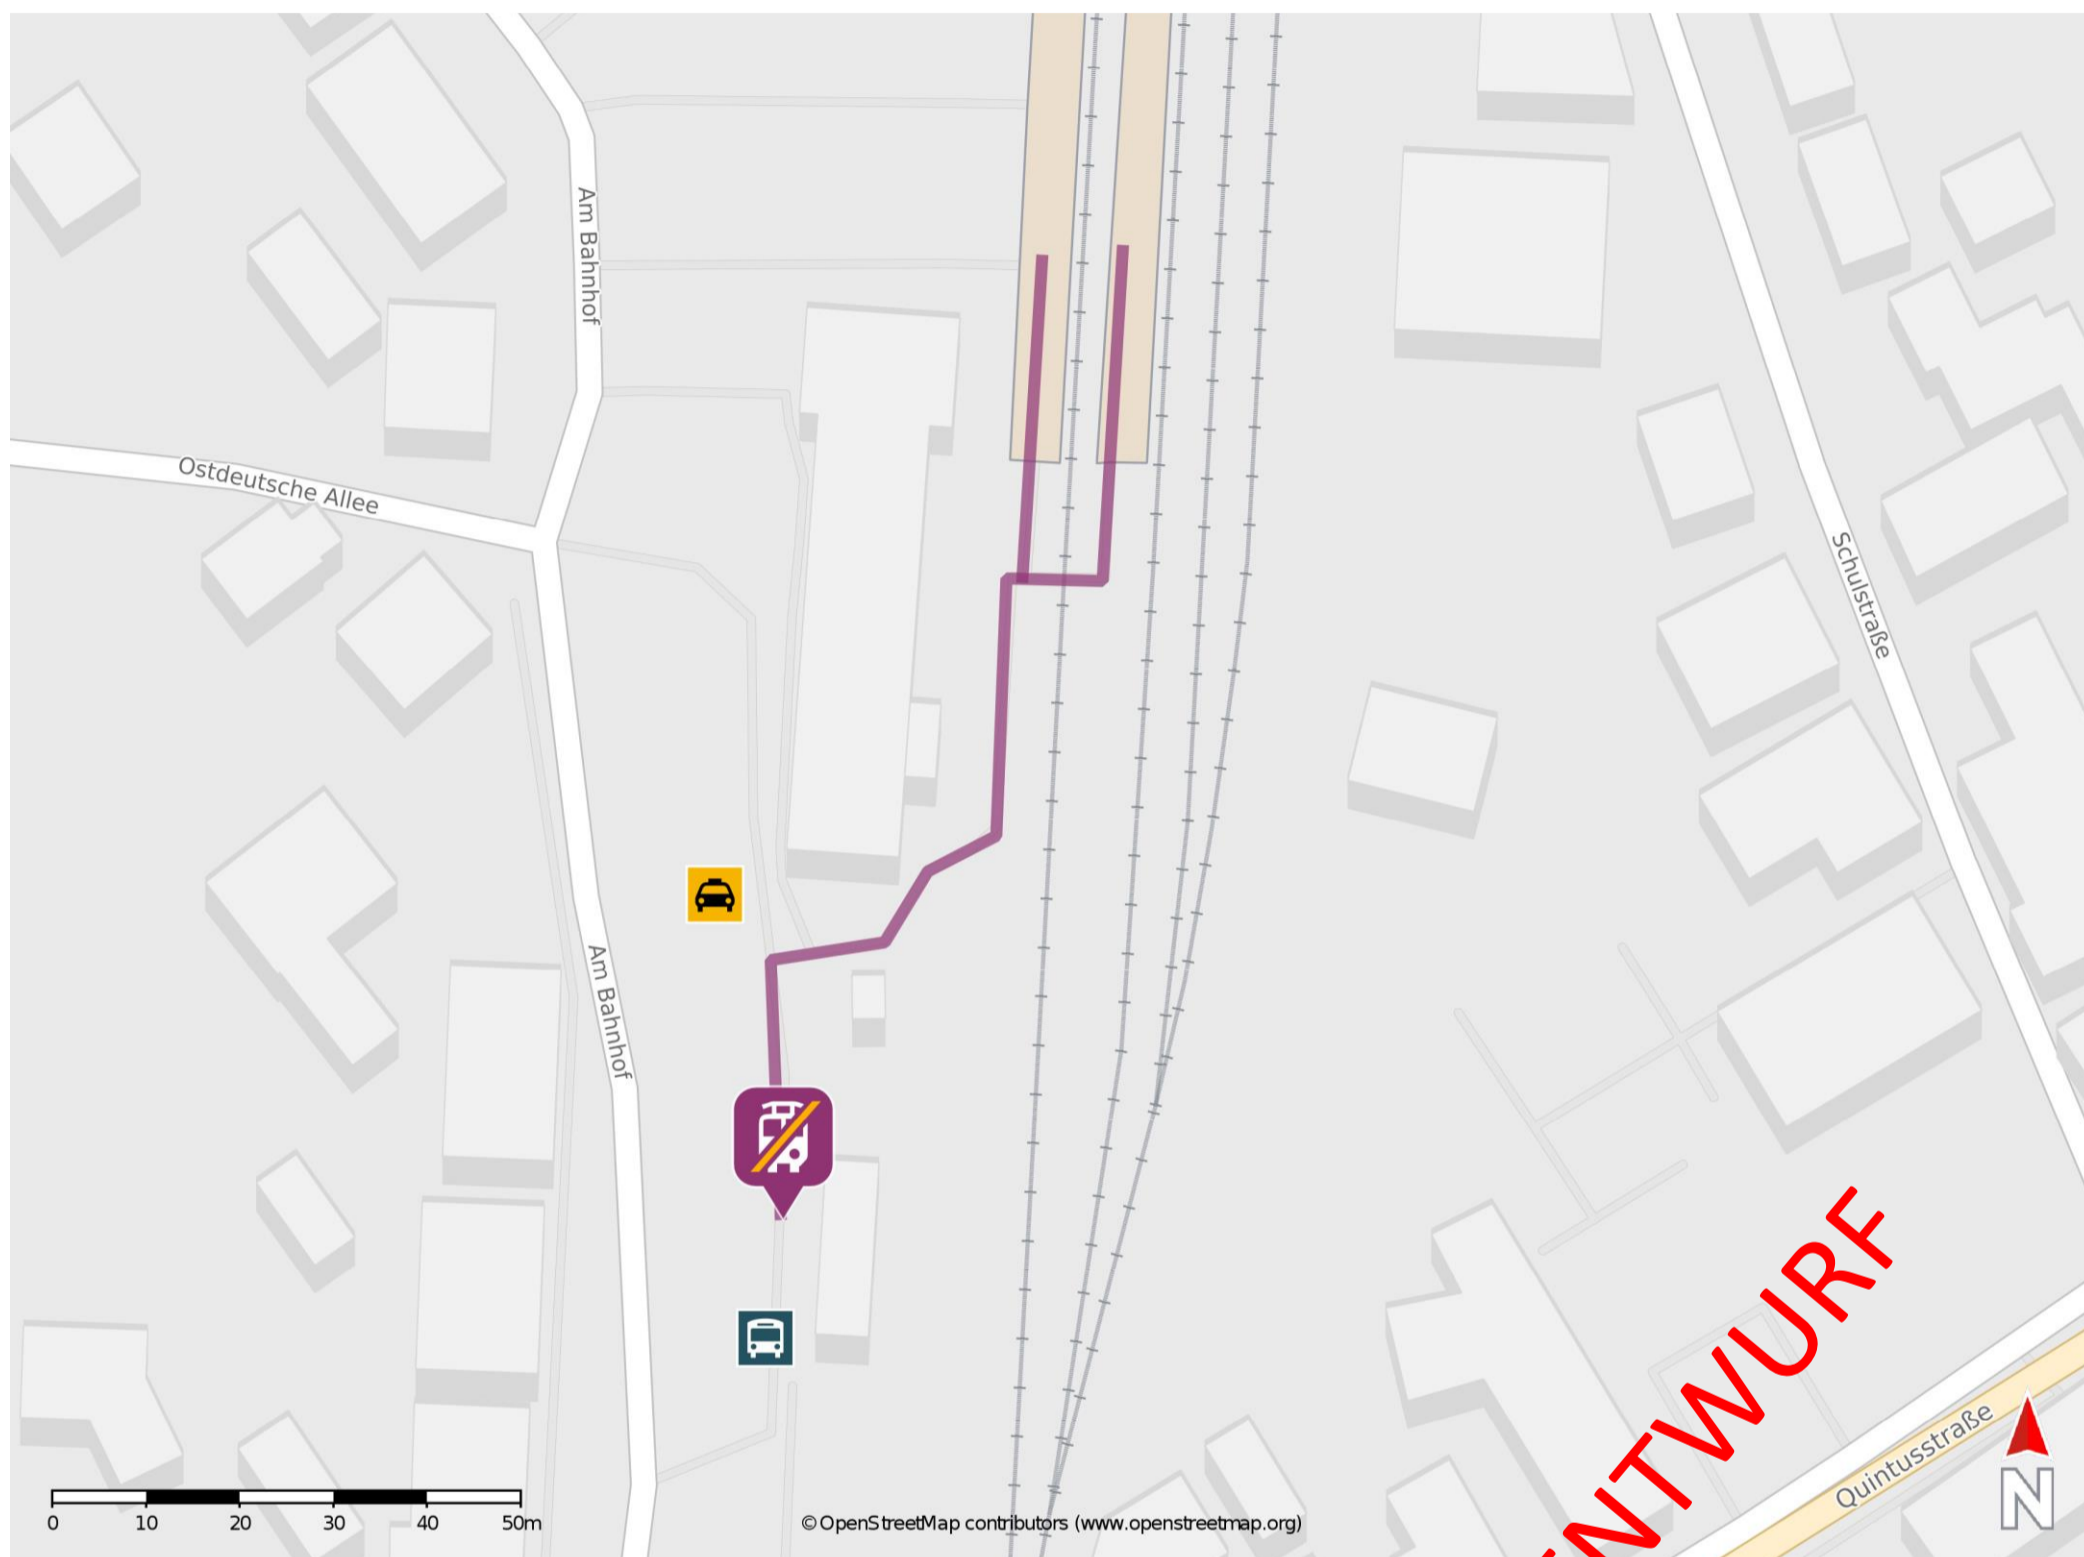 Am Bahnhof
Ostdeutsche Allee
Schulstraße
Am Bahnhof
ENTWURF
Quintusstraße
N
0 10 20 30 40 50m
© OpenStreetMap contributors (www.openstreetmap.org)